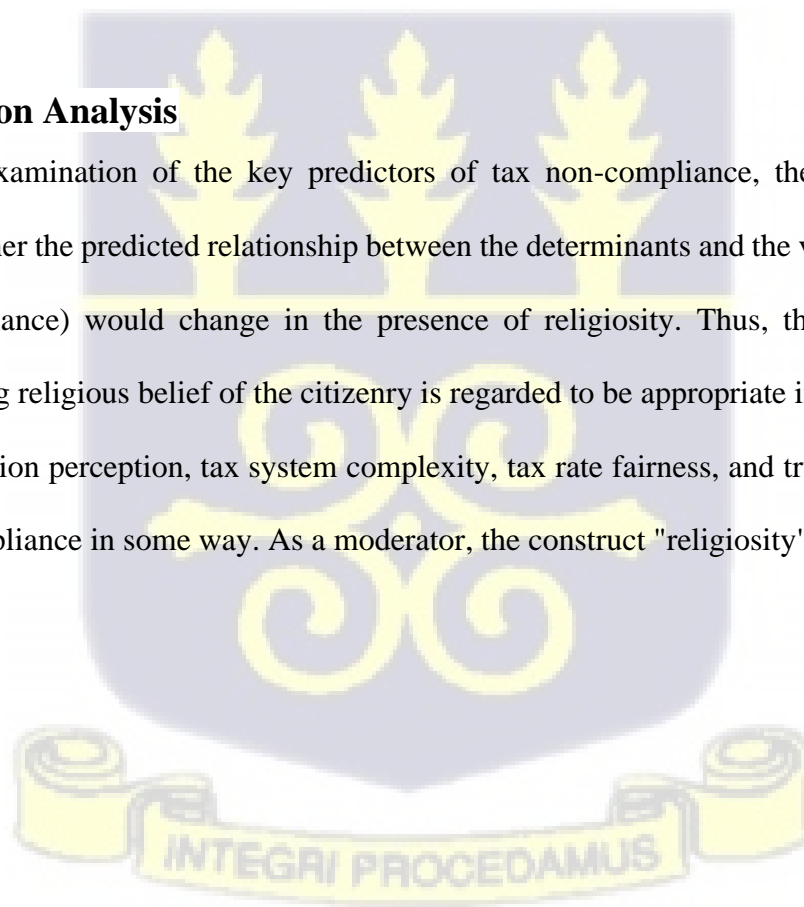 on Analysis
xamination of the key predictors of tax non-compliance, the
her the predicted relationship between the determinants and the v
iance) would change in the presence of religiosity. Thus, th
g religious belief of the citizenry is regarded to be appropriate i
ion perception, tax system complexity, tax rate fairness, and tr
pliance in some way. As a moderator, the construct "religiosity"
INTEGRI PROCEDAMUS